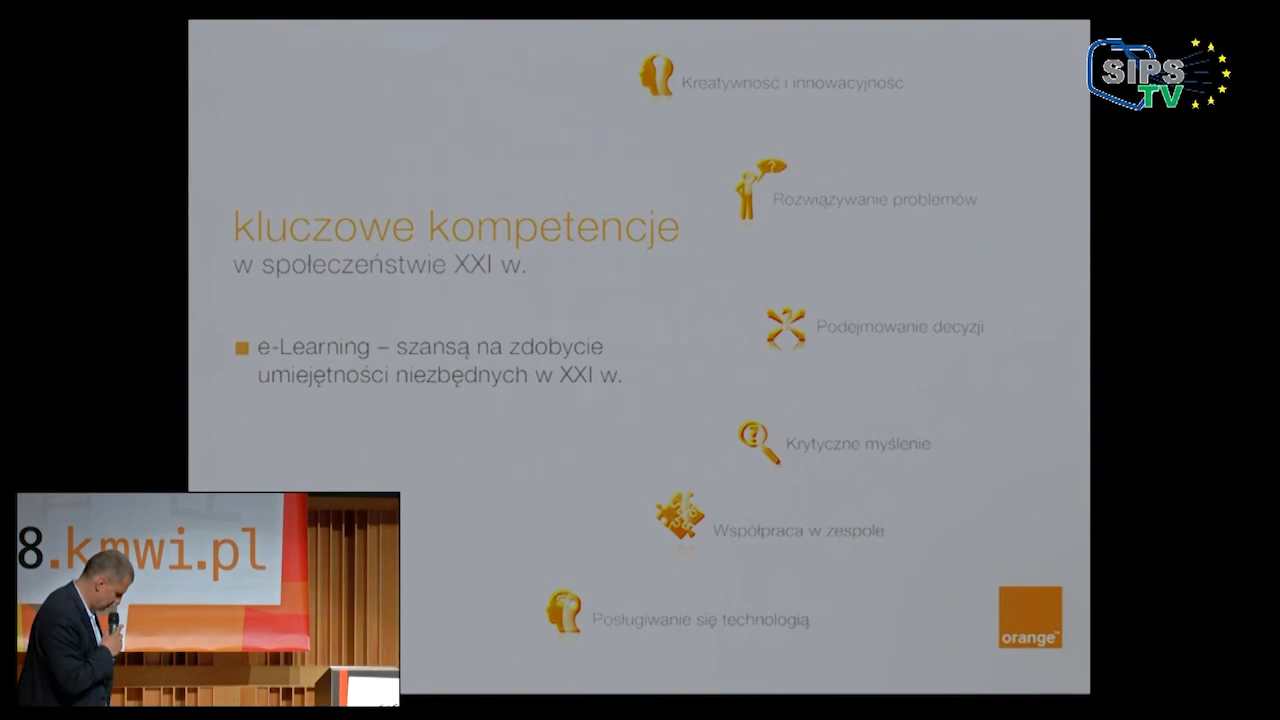 Kreatywność i innowacyjność
SIPS
TV
Rozwiązywanie problemów
kluczowe kompetencje
w społeczeństwie XXI w.
Podejmowanie decyzji
e-Learning – szansą na zdobycie
umiejętności niezbędnych w XXI w.
Krytyczne myślenie
Współpraca w zespole
Posługiwanie się technologią
orange™
8.kmwi.pl